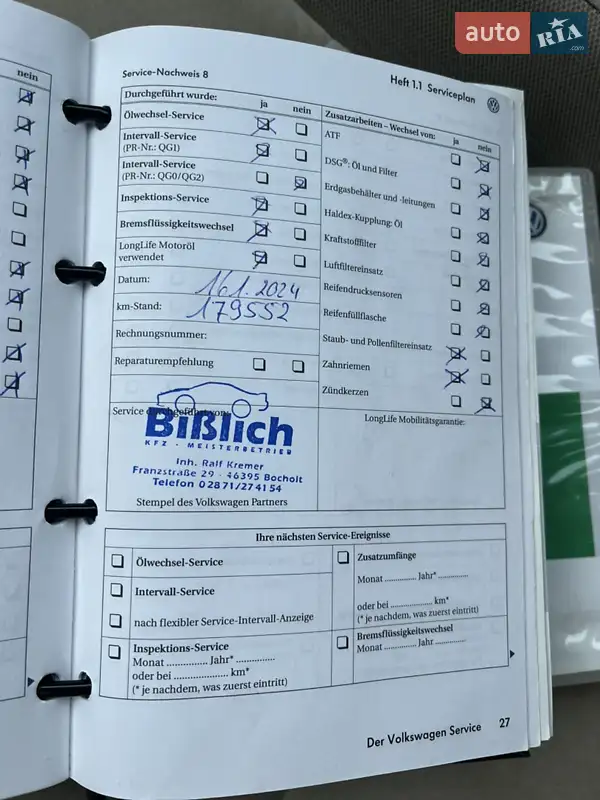 auto RIA .com
nein
Service-Nachweis 8
Heft 1.1 Serviceplan
Durchgeführt wurde:
ja nein
Ölwechsel-Service
Intervall-Service
(PR-Nr.: QG1)
Intervall-Service
(PR-Nr.: QG0/QG2)
Inspektions-Service
Bremsflüssigkeitswechsel
LongLife Motoröl
verwendet
Datum: 16.1.2024
km-Stand: 179552
Rechnungsnummer:
Reparaturempfehlung
Zusatzarbeiten – Wechsel von:
ja nein
ATF
DSG®: Öl und Filter
Erdgasbehälter und -leitungen
Haldex-Kupplung: Öl
Kraftstofffilter
Luftfiltereinsatz
Reifendrucksensoren
Reifenfüllflasche
Staub- und Pollenfiltereinsatz
Zahnriemen
Zündkerzen
Service durchgeführt von:
Bißlich
KFZ - MEISTERBETRIEB
Inh. Ralf Kremer
Franzstraße 29 - 46395 Bocholt
Telefon 02871/274154
Stempel des Volkswagen Partners
LongLife Mobilitätsgarantie:
Ihre nächsten Service-Ereignisse
Ölwechsel-Service
Intervall-Service
nach flexibler Service-Intervall-Anzeige
Inspektions-Service
Monat .............. Jahr* .............
oder bei .................... km*
(* je nachdem, was zuerst eintritt)
Zusatzumfänge
Monat ........... Jahr* ...........
oder bei ............... km*
(* je nachdem, was zuerst eintritt)
Bremsflüssigkeitswechsel
Monat ........... Jahr ...........
Der Volkswagen Service 27